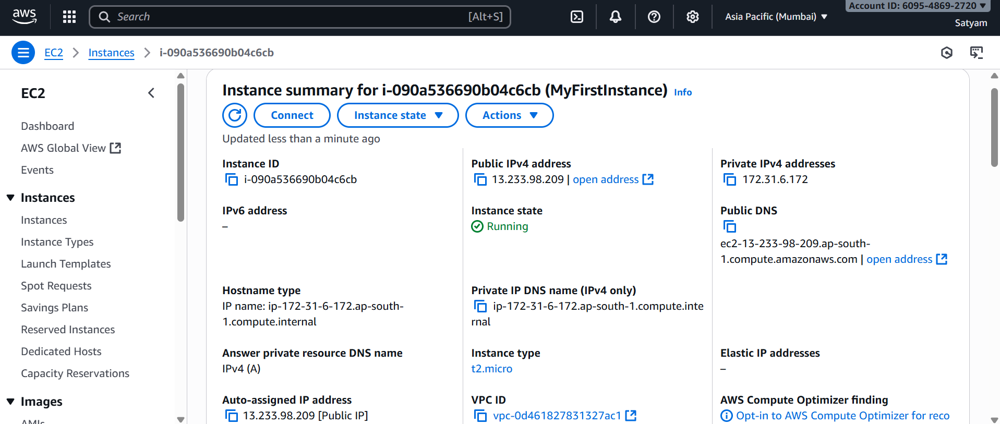 aws
Search
[Alt+S]
Asia Pacific (Mumbai)
Account ID: 6095-4869-2720
Satyam
EC2
Instances
i-090a536690b04c6cb
EC2
Dashboard
AWS Global View
Events
Instances
Instances
Instance Types
Launch Templates
Spot Requests
Savings Plans
Reserved Instances
Dedicated Hosts
Capacity Reservations
Images
AMIs
Instance summary for i-090a536690b04c6cb (MyFirstInstance) Info
Connect
Instance state
Actions
Updated less than a minute ago
Instance ID
i-090a536690b04c6cb
Public IPv4 address
13.233.98.209 | open address
Private IPv4 addresses
172.31.6.172
IPv6 address
–
Instance state
Running
Public DNS
ec2-13-233-98-209.ap-south-
1.compute.amazonaws.com | open address
Hostname type
IP name: ip-172-31-6-172.ap-south-
1.compute.internal
Private IP DNS name (IPv4 only)
ip-172-31-6-172.ap-south-1.compute.inte
rnal
Answer private resource DNS name
IPv4 (A)
Instance type
t2.micro
Elastic IP addresses
–
Auto-assigned IP address
13.233.98.209 [Public IP]
VPC ID
vpc-0d461827831327ac1
AWS Compute Optimizer finding
Opt-in to AWS Compute Optimizer for reco